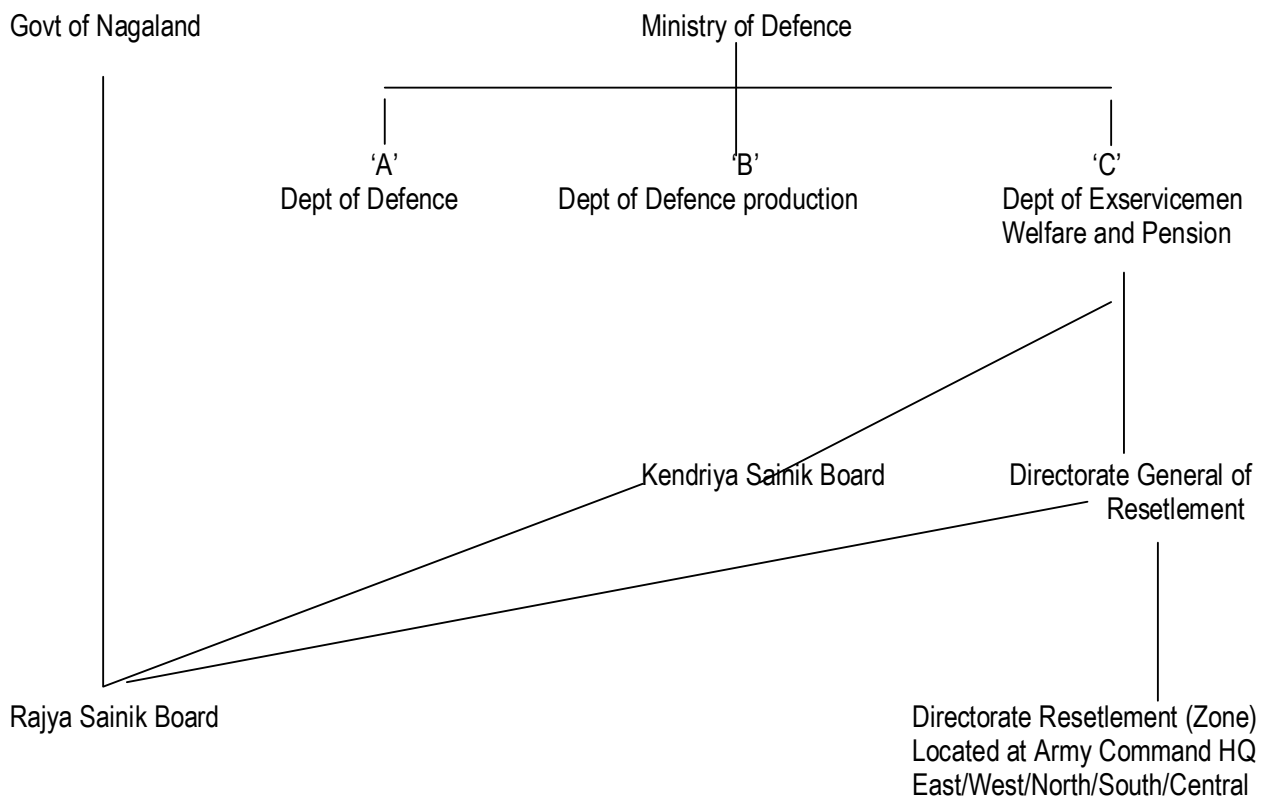 Govt of Nagaland
Ministry of Defence
‘A’
Dept of Defence
‘B’
Dept of Defence production
‘C’
Dept of Exservicemen
Welfare and Pension
Kendriya Sainik Board
Directorate General of
Resetlement
Rajya Sainik Board
Directorate Resetlement (Zone)
Located at Army Command HQ
East/West/North/South/Central